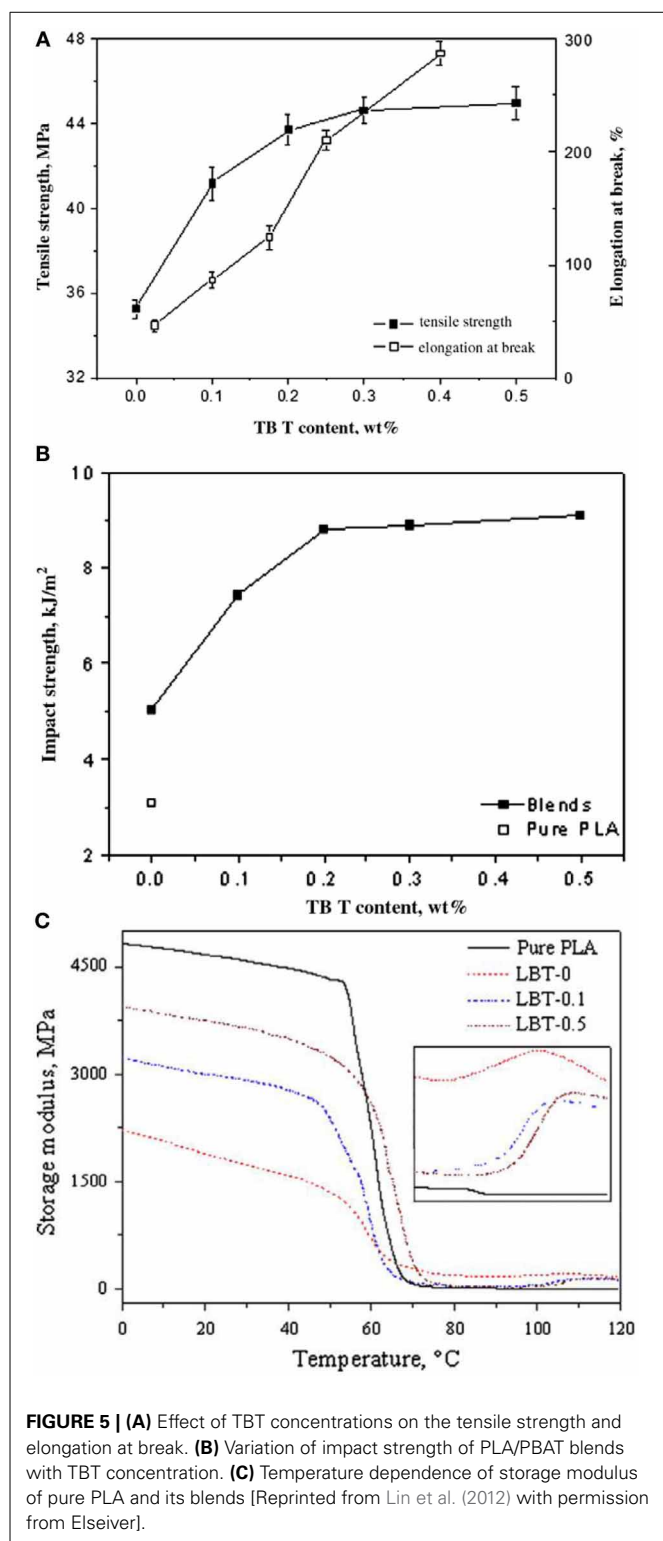 A
48
44
40
36
32
Tensile strength, MPa
300
200
100
0
E longation at break, %
tensile strength
elongation at break
0.0 0.1 0.2 0.3 0.4 0.5
TB T content, wt%
B
10
8
6
4
2
Impact strength, kJ/m²
Blends
Pure PLA
0.0 0.1 0.2 0.3 0.4 0.5
TB T content, wt%
C
4500
3000
1500
0
Storage modulus, MPa
Pure PLA
LBT-0
LBT-0.1
LBT-0.5
0 20 40 60 80 100 120
Temperature, °C
FIGURE 5 | (A) Effect of TBT concentrations on the tensile strength and
elongation at break. (B) Variation of impact strength of PLA/PBAT blends
with TBT concentration. (C) Temperature dependence of storage modulus
of pure PLA and its blends [Reprinted from Lin et al. (2012) with permission
from Elseiver].